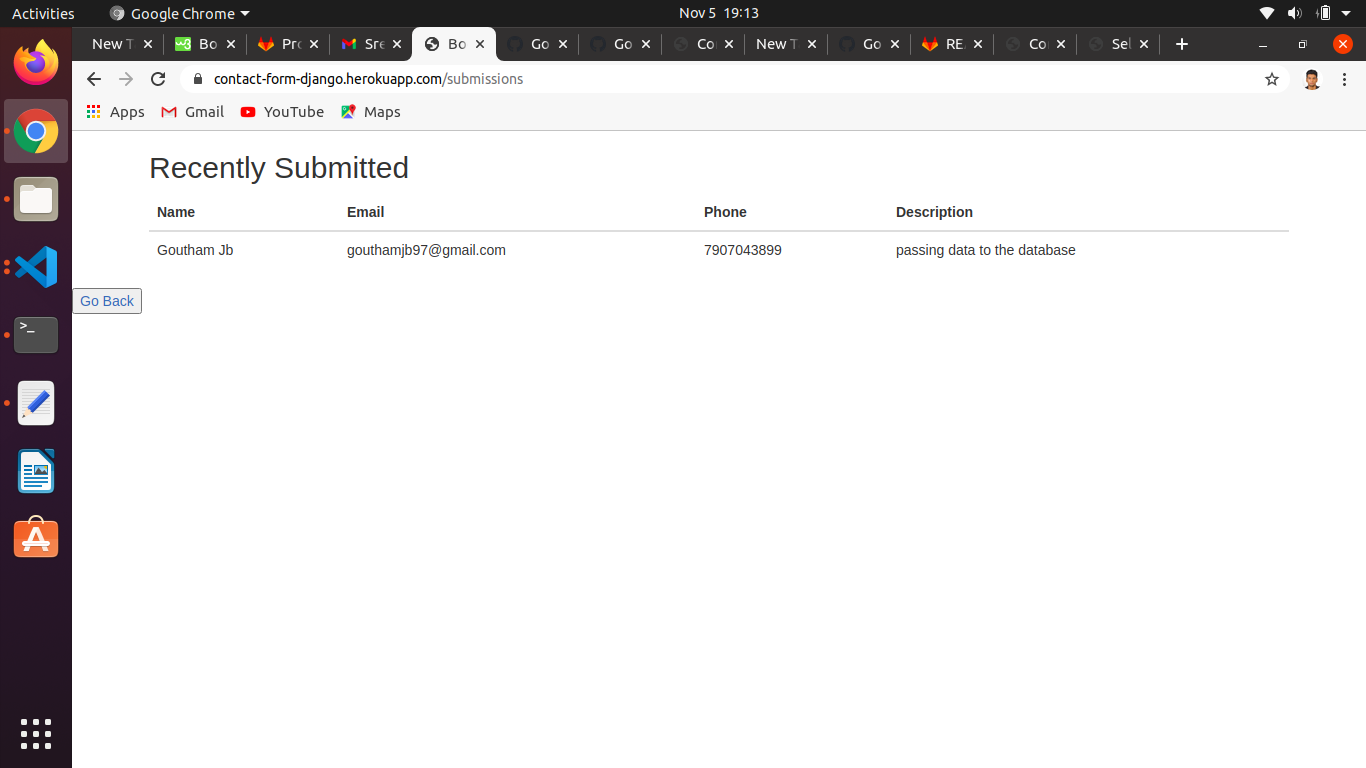 Activities Google Chrome Nov 5 19:13
New T Bo Pro Sre Bo Go Go Co New T Go REA Co Sel
contact-form-django.herokuapp.com/submissions
Apps Gmail YouTube Maps
Recently Submitted
Name Email Phone Description
Goutham Jb gouthamjb97@gmail.com 7907043899 passing data to the database
Go Back